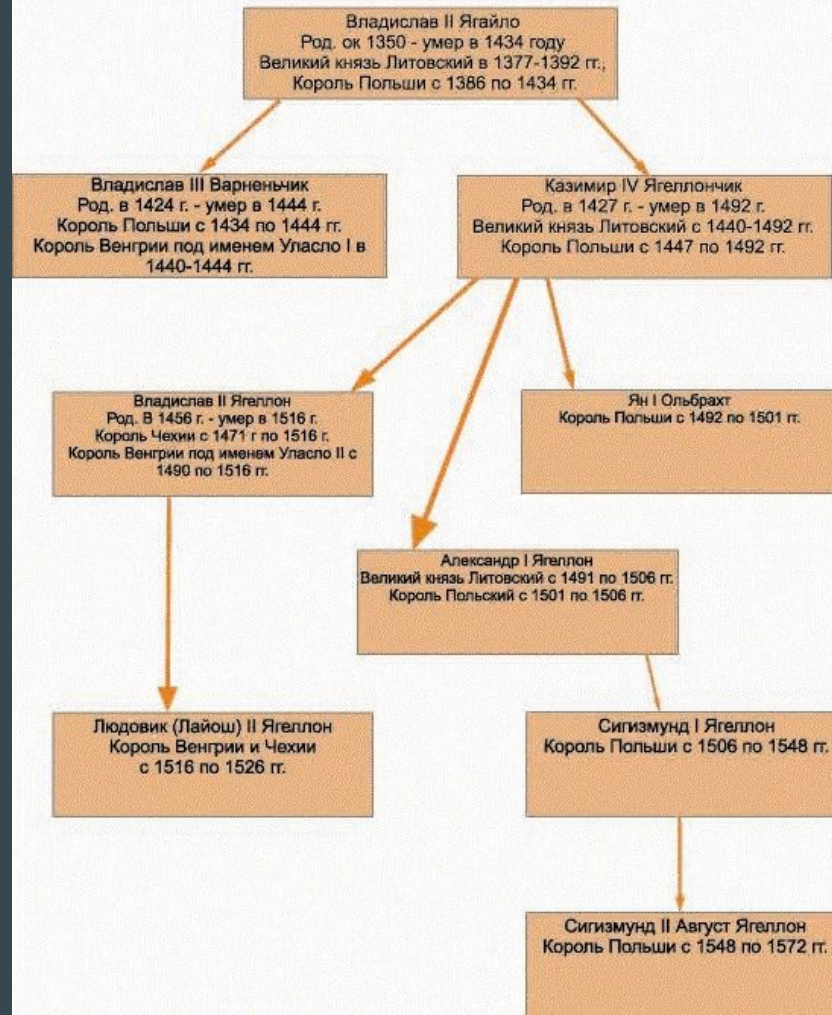 Владислав II Ягайло
Род. ок 1350 - умер в 1434 году
Великий князь Литовский в 1377-1392 гг.,
Король Польши с 1386 по 1434 гг.
Владислав III Варненьчик
Род. в 1424 г. - умер в 1444 г.
Король Польши с 1434 по 1444 гг.
Король Венгрии под именем Уласло I в
1440-1444 гг.
Казимир IV Ягеллончик
Род. в 1427 г. - умер в 1492 г.
Великий князь Литовский с 1440-1492 гг.
Король Польши с 1447 по 1492 гг.
Владислав II Ягеллон
Род. В 1456 г. - умер в 1516 г.
Король Чехии с 1471 г по 1516 г.
Король Венгрии под именем Уласло II с
1490 по 1516 гг.
Ян I Ольбрахт
Король Польши с 1492 по 1501 гг.
Александр I Ягеллон
Великий князь Литовский с 1491 по 1506 гг.
Король Польский с 1501 по 1506 гг.
Людовик (Лайош) II Ягеллон
Король Венгрии и Чехии
с 1516 по 1526 гг.
Сигизмунд I Ягеллон
Король Польши с 1506 по 1548 гг.
Сигизмунд II Август Ягеллон
Король Польши с 1548 по 1572 гг.